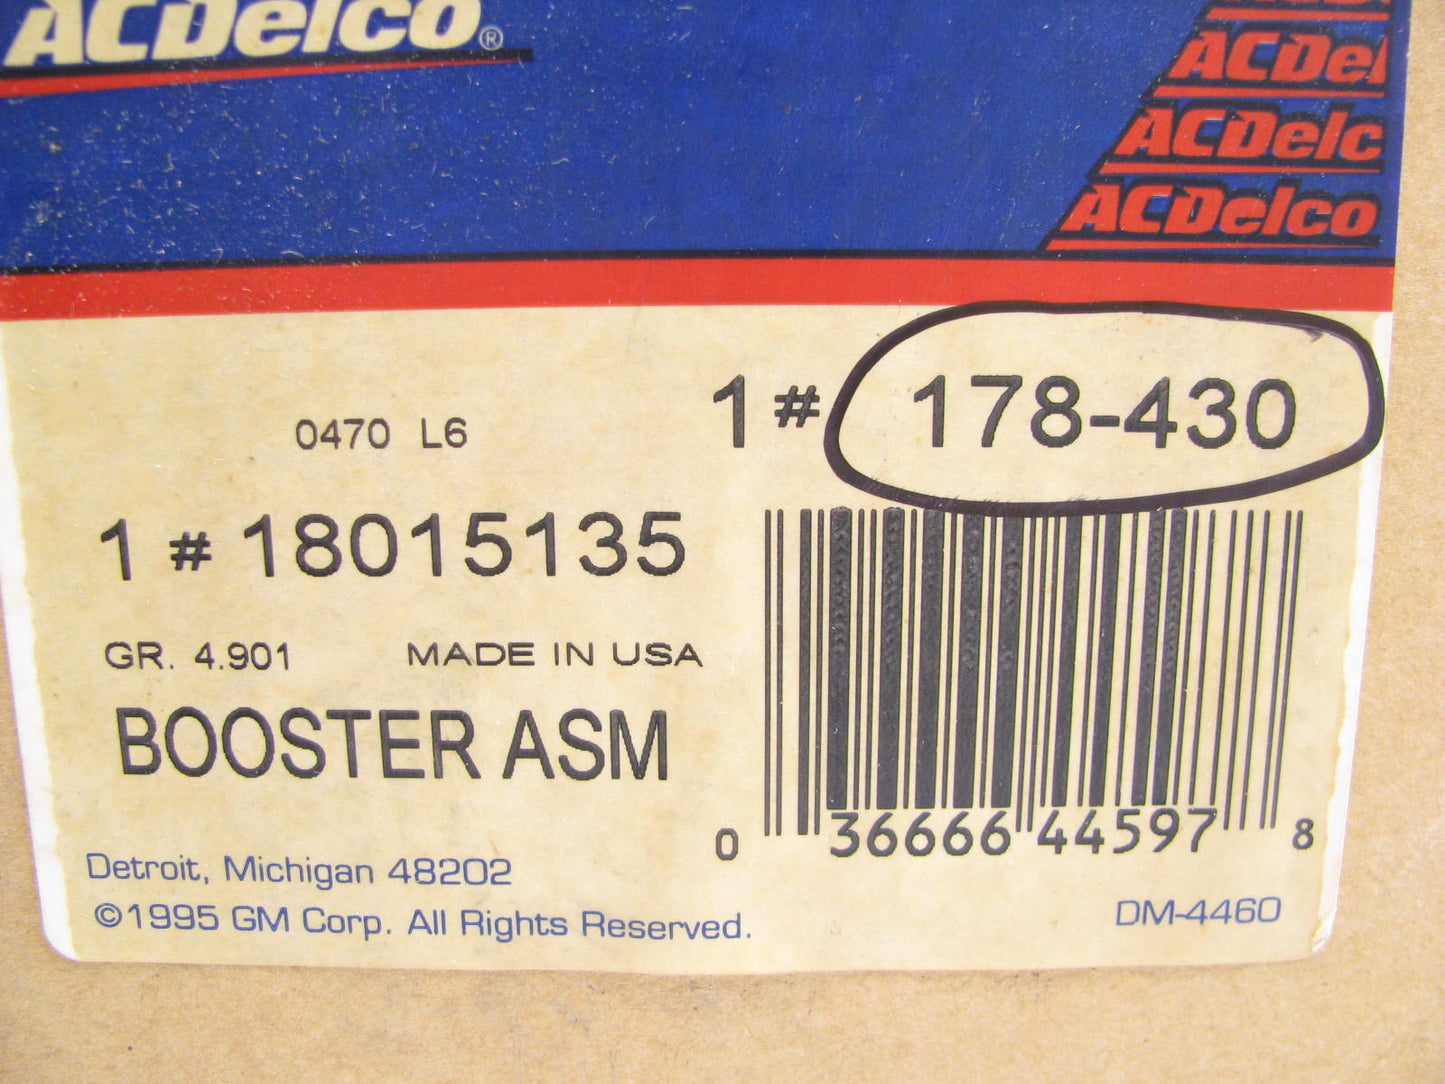 ACDelco®
ACDel
ACDelc
ACDelco
1# 178-430
0470 L6
1# 18015135
GR. 4.901 MADE IN USA
BOOSTER ASM
0 36666 44597 8
Detroit, Michigan 48202
©1995 GM Corp. All Rights Reserved.
DM-4460